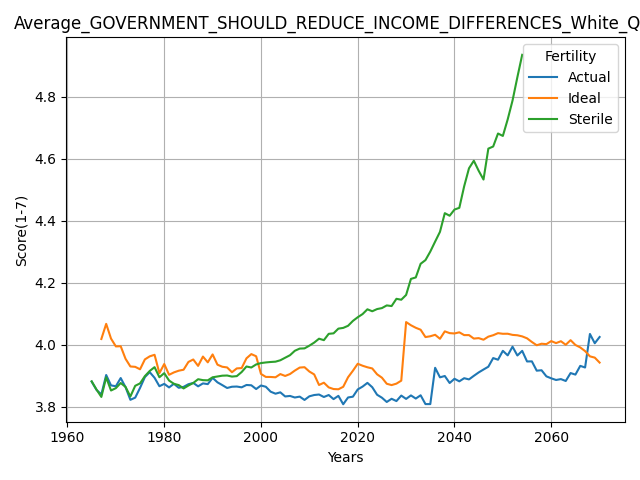 Average_GOVERNMENT_SHOULD_REDUCE_INCOME_DIFFERENCES_White_Q
Fertility
Actual
Ideal
Sterile
Score(1-7)
4.8
4.6
4.4
4.2
4.0
3.8
1960 1980 2000 2020 2040 2060
Years